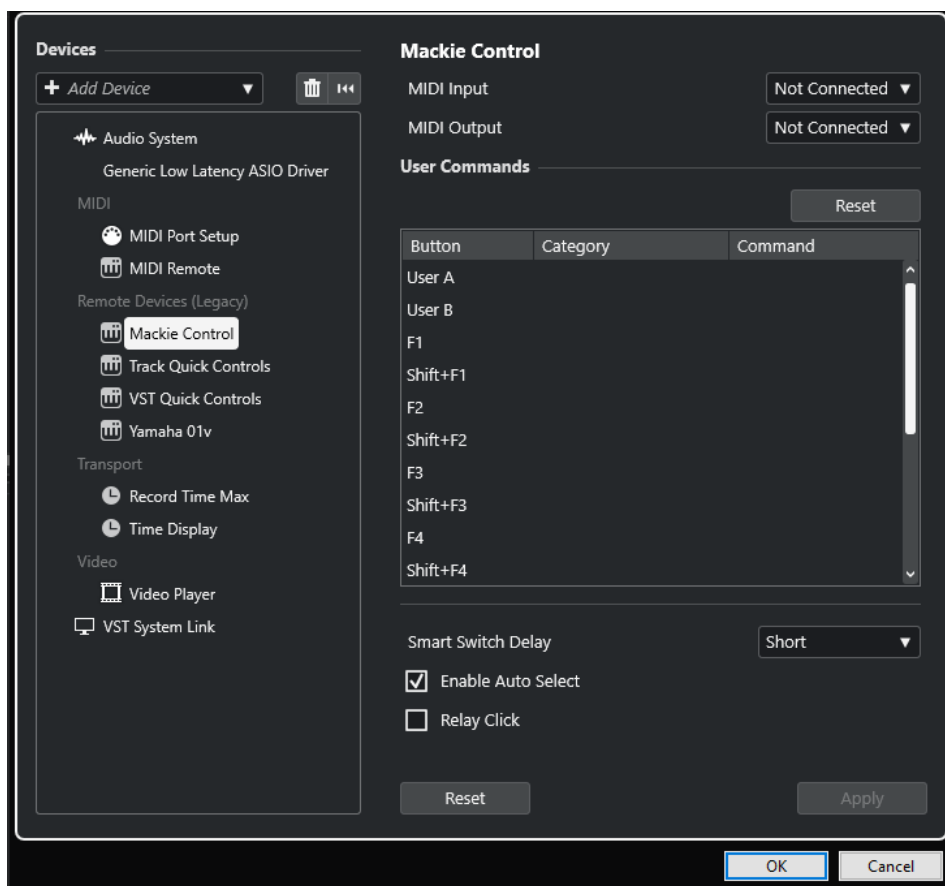 Devices
Add Device
Audio System
Generic Low Latency ASIO Driver
MIDI
MIDI Port Setup
MIDI Remote
Remote Devices (Legacy)
Mackie Control
Track Quick Controls
VST Quick Controls
Yamaha 01v
Transport
Record Time Max
Time Display
Video
Video Player
VST System Link
Mackie Control
MIDI Input Not Connected
MIDI Output Not Connected
User Commands
Reset
Button Category Command
User A
User B
F1
Shift+F1
F2
Shift+F2
F3
Shift+F3
F4
Shift+F4
Smart Switch Delay Short
Enable Auto Select
Relay Click
Reset Apply
OK Cancel